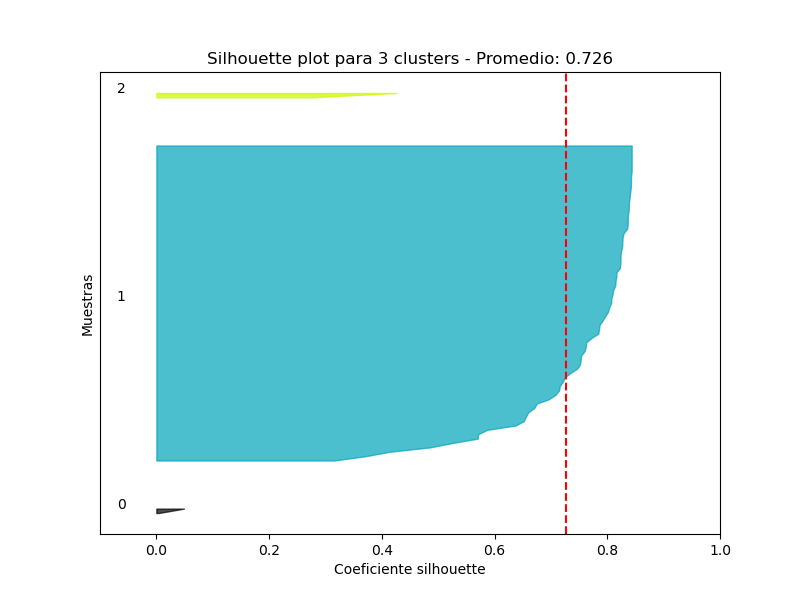 Silhouette plot para 3 clusters - Promedio: 0.726
2
1
0
Muestras
0.0 0.2 0.4 0.6 0.8 1.0
Coeficiente silhouette